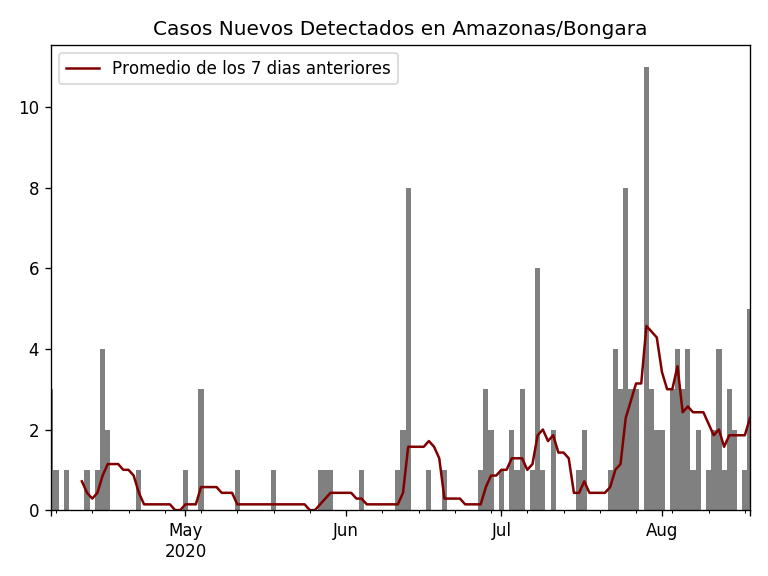 Casos Nuevos Detectados en Amazonas/Bongara
Promedio de los 7 dias anteriores
10
8
6
4
2
0
May Jun Jul Aug
2020